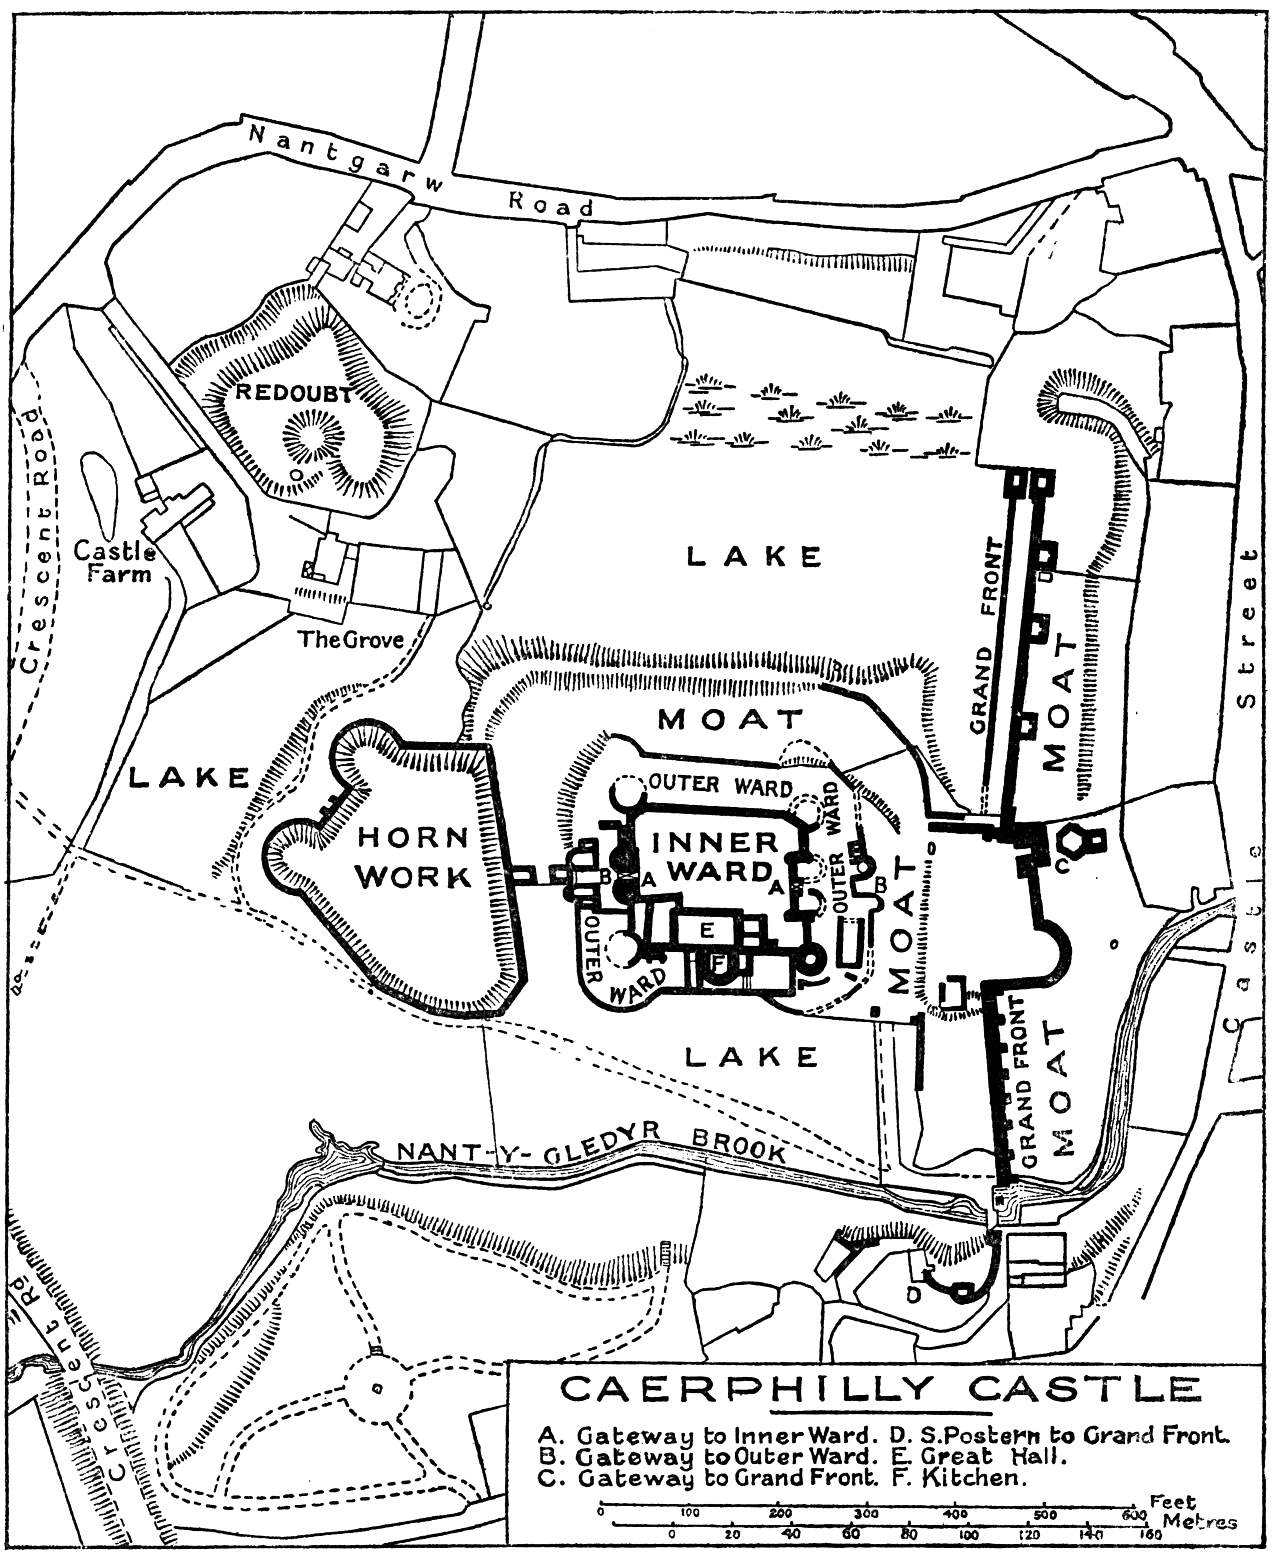 Nantgarw Road
REDOUBT
Crescent Road
Castle
Farm
The Grove
LAKE
GRAND FRONT
MOAT
Castle Street
MOAT
LAKE
HORN
WORK
OUTER WARD
INNER
WARD
OUTER WARD
B
A
A
B
C
E
F
OUTER WARD
MOAT
LAKE
GRAND FRONT
MOAT
NANT-Y-GLEDYR BROOK
D
Crescent Rd
CAERPHILLY CASTLE
A. Gateway to Inner Ward. D. S. Postern to Grand Front.
B. Gateway to Outer Ward. E. Great Hall.
C. Gateway to Grand Front. F. Kitchen.
0 100 200 300 400 500 600 Feet
0 20 40 60 80 100 120 140 160 Metres